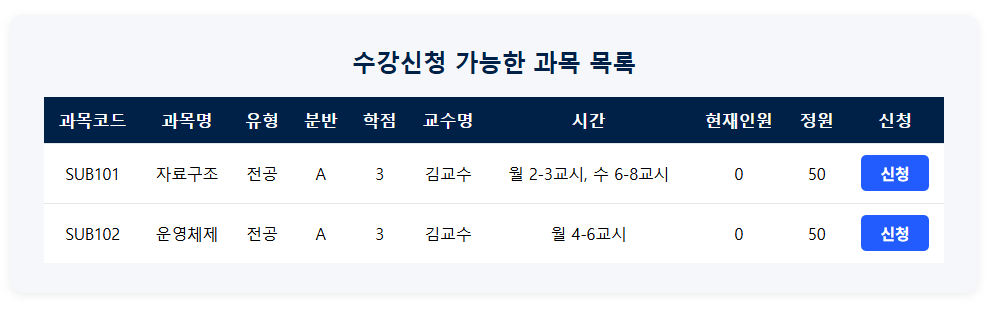 수강신청 가능한 과목 목록
과목코드 과목명 유형 분반 학점 교수명 시간 현재인원 정원 신청
SUB101 자료구조 전공 A 3 김교수 월 2-3교시, 수 6-8교시 0 50 신청
SUB102 운영체제 전공 A 3 김교수 월 4-6교시 0 50 신청